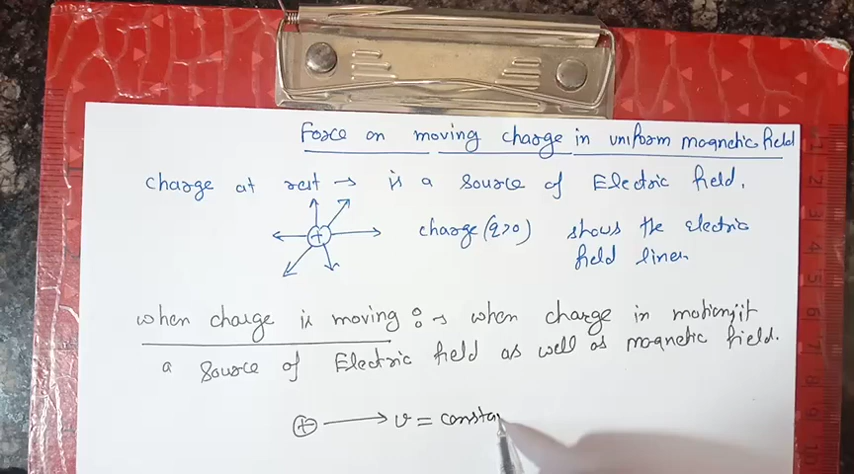 Force on moving charge in uniform magnetic field
charge at rest → is a source of Electric field.
+ charge (q>0) shows the electric
field lines
when charge is moving :→ when charge in motion, it
a source of Electric field as well as magnetic field.
+ → v = consta